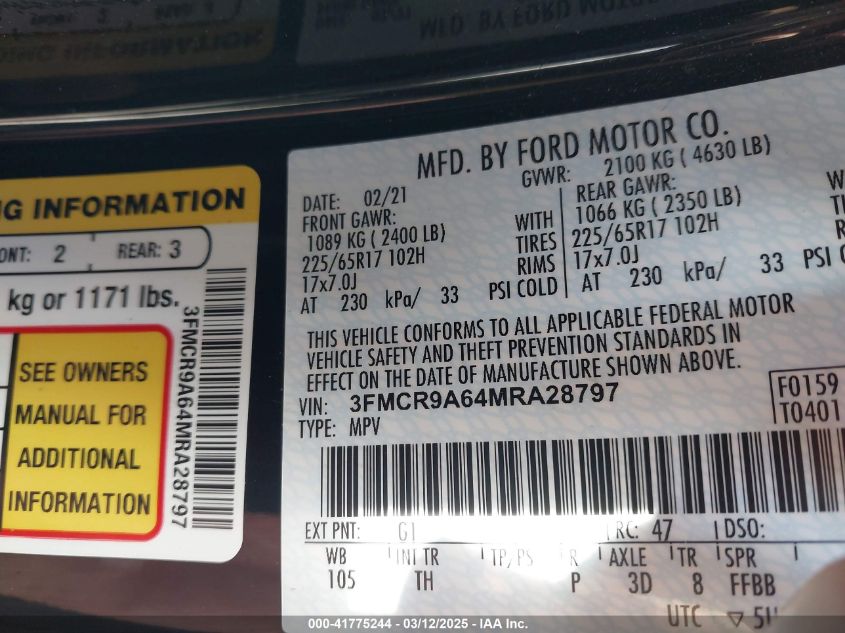 MFD. BY FORD MOTOR
NG INFORMATION
ONT: 2 REAR: 3
kg or 1171 lbs.
SEE OWNERS
MANUAL FOR
ADDITIONAL
INFORMATION
3FMCR9A64MRA28797
MFD. BY FORD MOTOR CO.
DATE: 02/21 GVWR: 2100 KG ( 4630 LB)
FRONT GAWR: REAR GAWR:
1089 KG ( 2400 LB) WITH 1066 KG ( 2350 LB) W
225/65R17 102H TIRES 225/65R17 102H TI
17x7.0J RIMS 17x7.0J R
AT 230 kPa/ 33 PSI COLD AT 230 kPa/ 33 PSI CO
THIS VEHICLE CONFORMS TO ALL APPLICABLE FEDERAL MOTOR
VEHICLE SAFETY AND THEFT PREVENTION STANDARDS IN
EFFECT ON THE DATE OF MANUFACTURE SHOWN ABOVE.
VIN: 3FMCR9A64MRA28797 F0159
TYPE: MPV T0401
EXT PNT: G1 RC: 47 DSO:
WB INT TR TP/PS R AXLE TR SPR
105 TH P 3D 8 FFBB
UTC
000-41775244 - 03/12/2025 - IAA Inc.